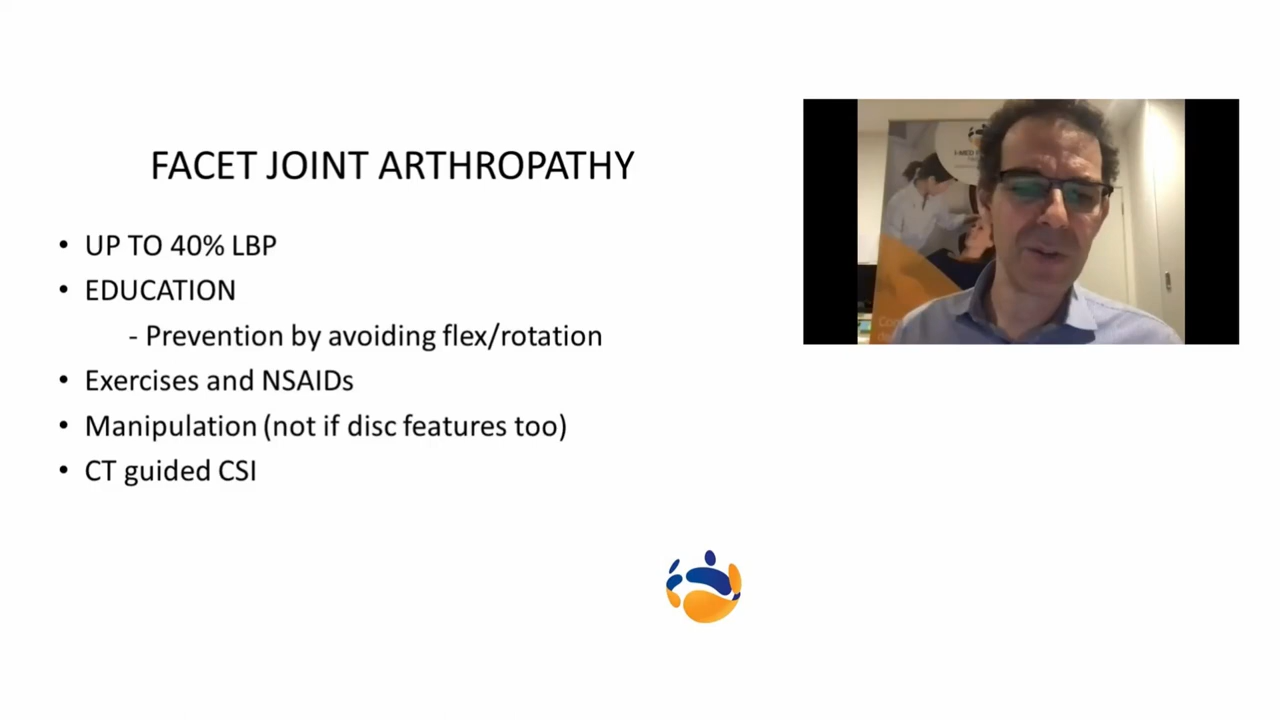 FACET JOINT ARTHROPATHY
• UP TO 40% LBP
• EDUCATION
- Prevention by avoiding flex/rotation
• Exercises and NSAIDs
• Manipulation (not if disc features too)
• CT guided CSI